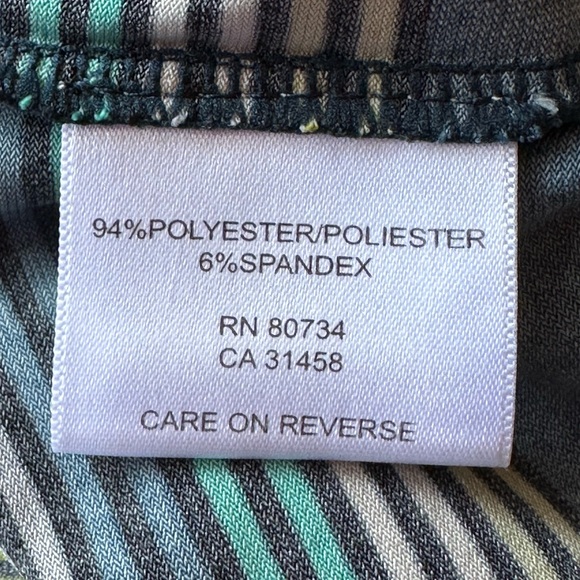 94%POLYESTER/POLIESTER
6%SPANDEX
RN 80734
CA 31458
CARE ON REVERSE